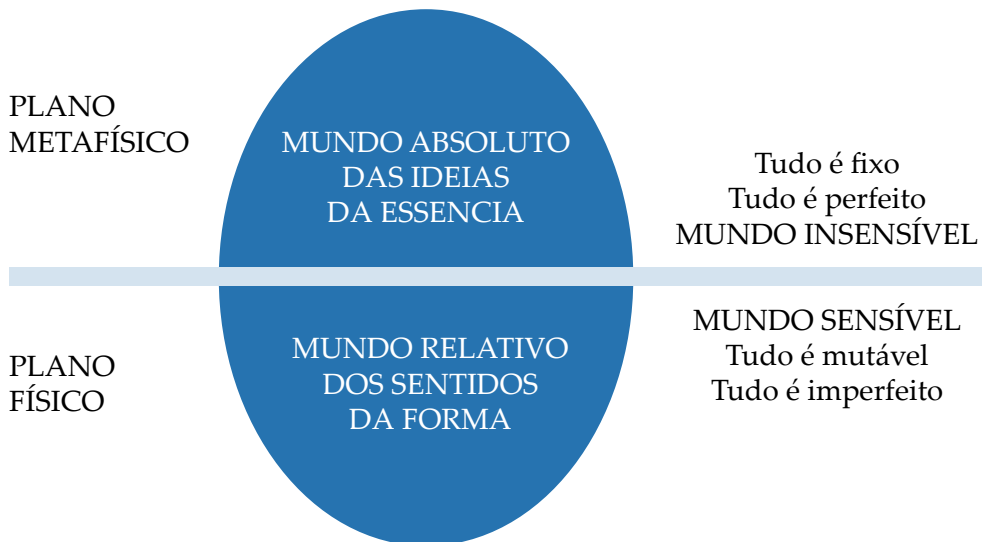 PLANO
METAFÍSICO
MUNDO ABSOLUTO
DAS IDEIAS
DA ESSENCIA
Tudo é fixo
Tudo é perfeito
MUNDO INSENSÍVEL
PLANO
FÍSICO
MUNDO RELATIVO
DOS SENTIDOS
DA FORMA
MUNDO SENSÍVEL
Tudo é mutável
Tudo é imperfeito